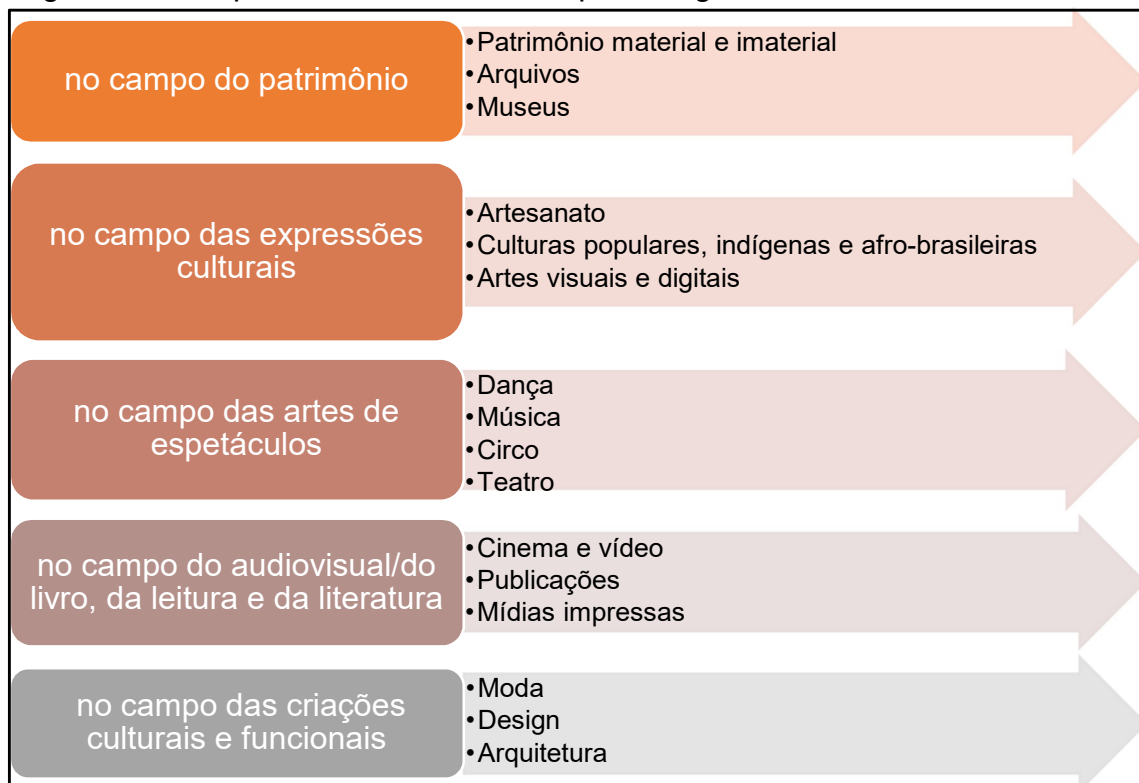 no campo do patrimônio
•Patrimônio material e imaterial
•Arquivos
•Museus
no campo das expressões
culturais
•Artesanato
•Culturas populares, indígenas e afro-brasileiras
•Artes visuais e digitais
no campo das artes de
espetáculos
•Dança
•Música
•Circo
•Teatro
no campo do audiovisual/do
livro, da leitura e da literatura
•Cinema e vídeo
•Publicações
•Mídias impressas
no campo das criações
culturais e funcionais
•Moda
•Design
•Arquitetura